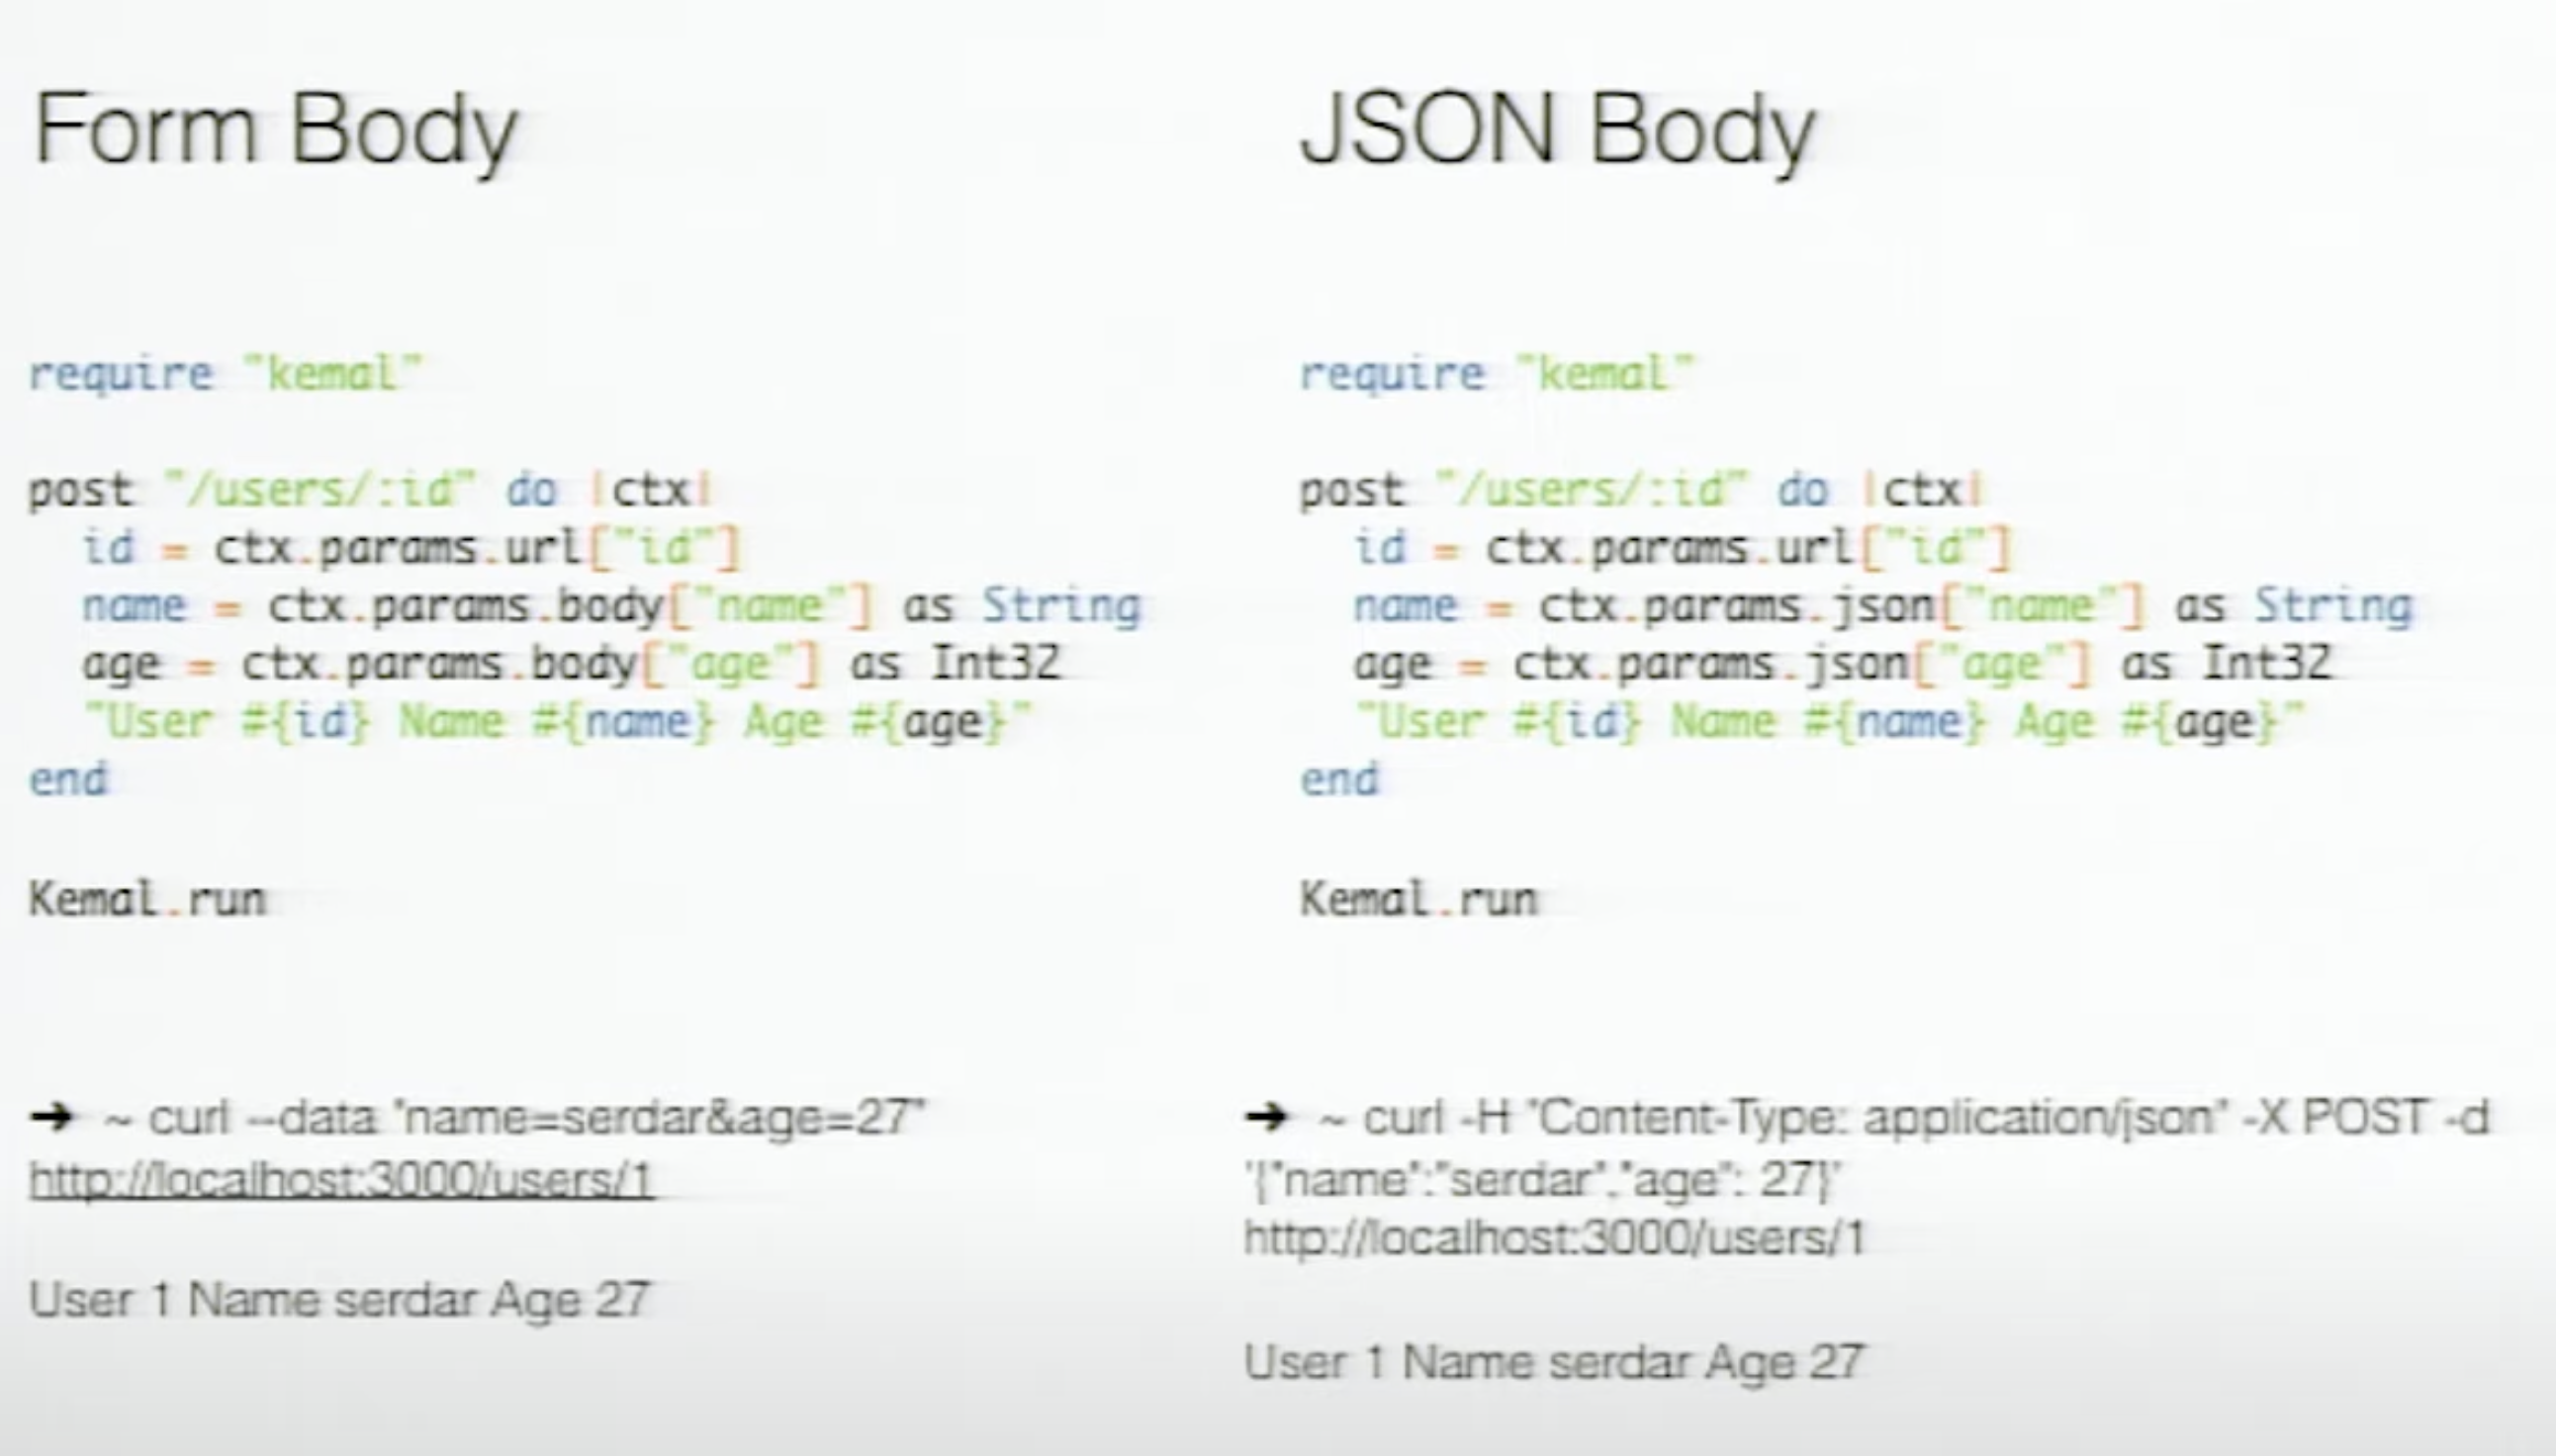 Form Body
require "kemal"
post "/users/:id" do |ctx|
  id = ctx.params.url["id"]
  name = ctx.params.body["name"] as String
  age = ctx.params.body["age"] as Int32
  "User #{id} Name #{name} Age #{age}"
end
Kemal.run
➜ ~ curl --data "name=serdar&age=27"
http://localhost:3000/users/1
User 1 Name serdar Age 27
JSON Body
require "kemal"
post "/users/:id" do |ctx|
  id = ctx.params.url["id"]
  name = ctx.params.json["name"] as String
  age = ctx.params.json["age"] as Int32
  "User #{id} Name #{name} Age #{age}"
end
Kemal.run
➜ ~ curl -H "Content-Type: application/json" -X POST -d
'{"name":"serdar","age": 27}'
http://localhost:3000/users/1
User 1 Name serdar Age 27